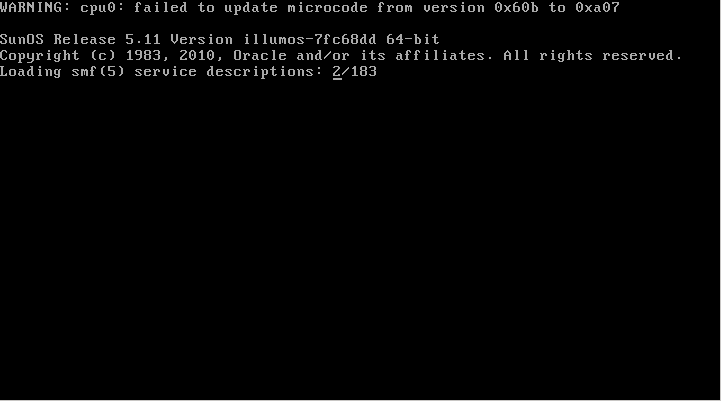 WARNING: cpu0: failed to update microcode from version 0x60b to 0xa07
SunOS Release 5.11 Version illumos-7fc68dd 64-bit
Copyright (c) 1983, 2010, Oracle and/or its affiliates. All rights reserved.
Loading smf(5) service descriptions: 2/183